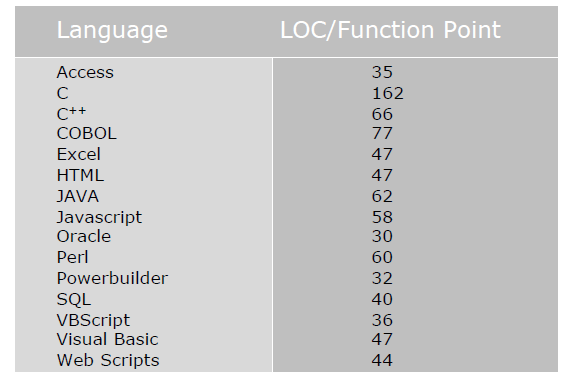 Language LOC/Function Point
Access 35
C 162
C++ 66
COBOL 77
Excel 47
HTML 47
JAVA 62
Javascript 58
Oracle 30
Perl 60
Powerbuilder 32
SQL 40
VBScript 36
Visual Basic 47
Web Scripts 44